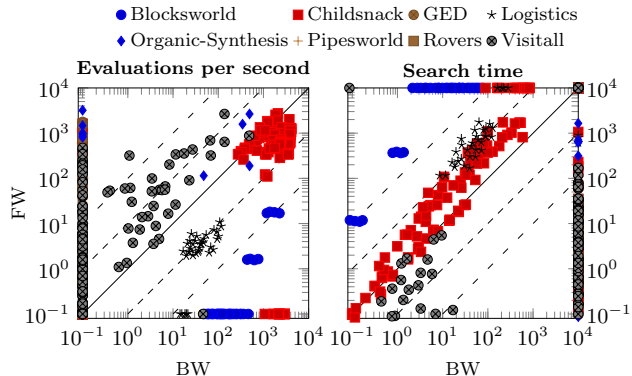 Blocksworld Childsnack GED Logistics
Organic-Synthesis Pipesworld Rovers Visitall
Evaluations per second Search time
10^4 10^4
10^3 10^3
10^2 10^2
10^1 10^1
10^0 10^0
10^−1 10^−1
FW
10^−1 10^0 10^1 10^2 10^3 10^4 10^−1 10^0 10^1 10^2 10^3 10^4
BW BW